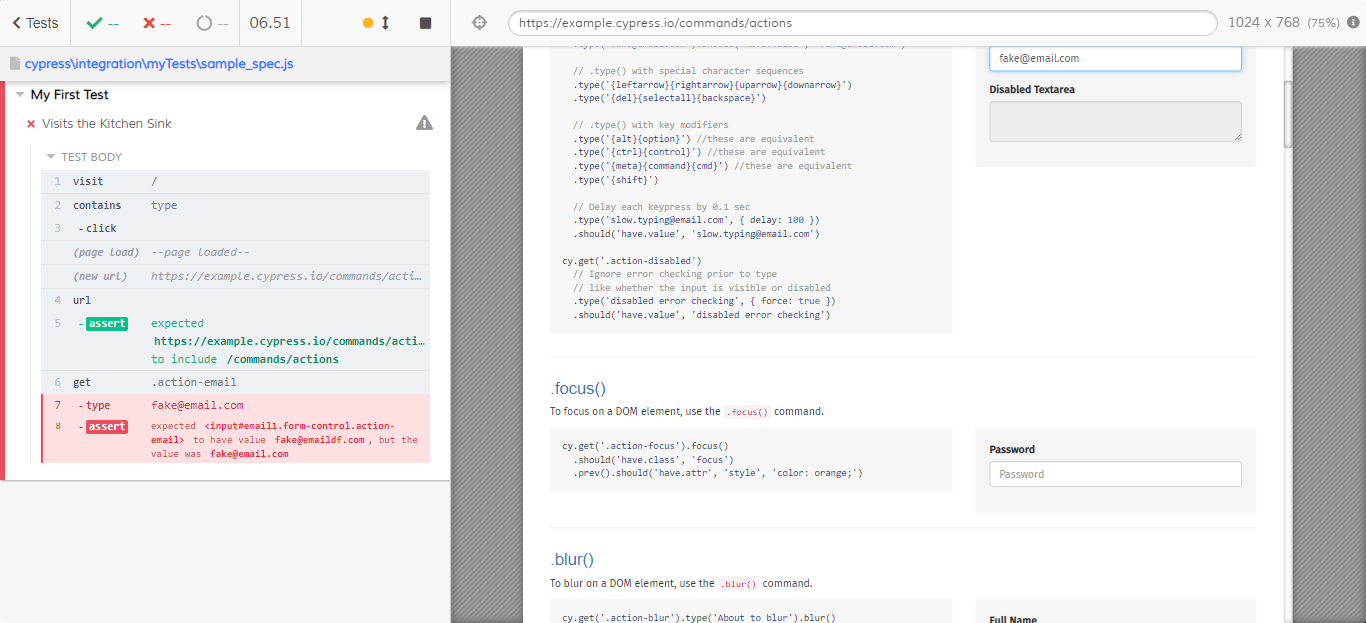 Tests
--
--
--
06.51
https://example.cypress.io/commands/actions
1024 x 768 (75%)
cypress\integration\myTests\sample_spec.js
My First Test
Visits the Kitchen Sink
TEST BODY
1 visit /
2 contains type
3 - click
(page load) --page loaded--
(new url) https://example.cypress.io/commands/acti…
4 url
5 - assert expected
https://example.cypress.io/commands/acti…
to include /commands/actions
6 get .action-email
7 - type fake@email.com
8 - assert expected <input#email1.form-control.action-
email> to have value fake@emaildf.com, but the
value was fake@email.com
// .type() with special character sequences
.type('{leftarrow}{rightarrow}{uparrow}{downarrow}')
.type('{del}{selectall}{backspace}')
// .type() with key modifiers
.type('{alt}{option}') //these are equivalent
.type('{ctrl}{control}') //these are equivalent
.type('{meta}{command}{cmd}') //these are equivalent
.type('{shift}')
// Delay each keypress by 0.1 sec
.type('slow.typing@email.com', { delay: 100 })
.should('have.value', 'slow.typing@email.com')
cy.get('.action-disabled')
// Ignore error checking prior to type
// like whether the input is visible or disabled
.type('disabled error checking', { force: true })
.should('have.value', 'disabled error checking')
fake@email.com
Disabled Textarea
.focus()
To focus on a DOM element, use the .focus() command.
cy.get('.action-focus').focus()
.should('have.class', 'focus')
.prev().should('have.attr', 'style', 'color: orange;')
Password
Password
.blur()
To blur on a DOM element, use the .blur() command.
cy.get('.action-blur').type('About to blur').blur()
Full Name